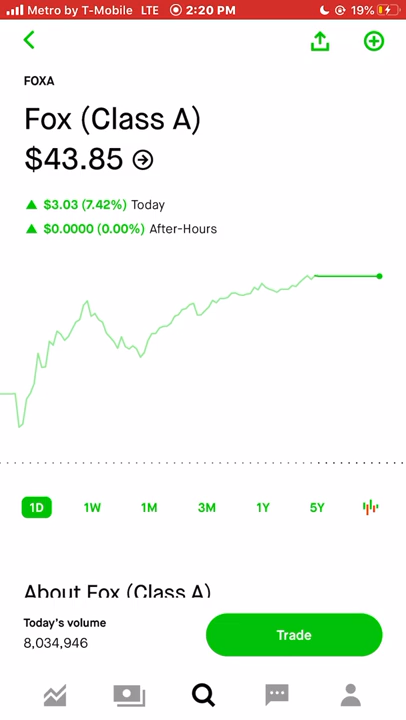 Metro by T-Mobile LTE 2:20 PM 19%
FOXA
Fox (Class A)
$43.85
$3.03 (7.42%) Today
$0.0000 (0.00%) After-Hours
1D 1W 1M 3M 1Y 5Y
About Fox (Class A)
Today's volume
8,034,946
Trade